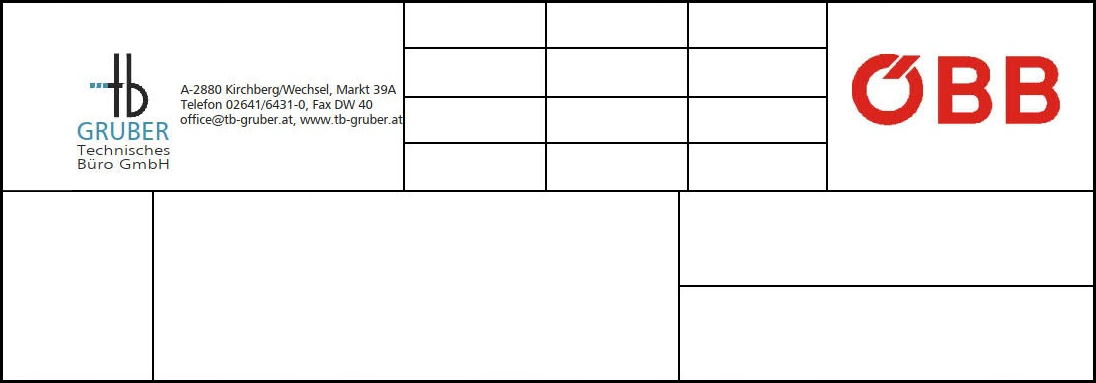 tb
GRUBER
Technisches
Büro GmbH
A-2880 Kirchberg/Wechsel, Markt 39A
Telefon 02641/6431-0, Fax DW 40
office@tb-gruber.at, www.tb-gruber.at
ÖBB